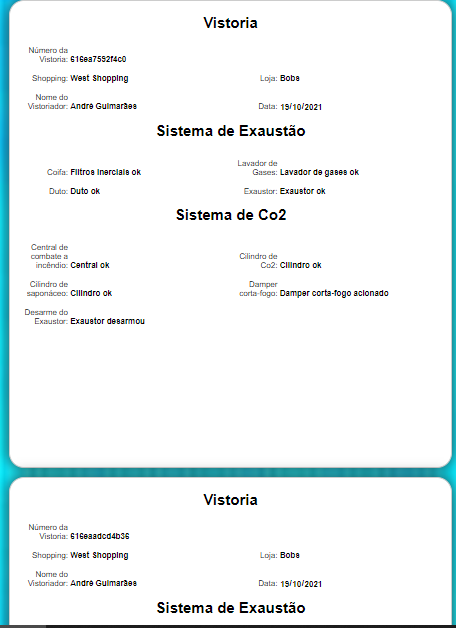 Vistoria
Número da
Vistoria: 616ea7592f4c0
Shopping: West Shopping Loja: Bobs
Nome do
Vistoriador: André Guimarães Data: 19/10/2021
Sistema de Exaustão
Lavador de
Coifa: Filtros inerciais ok Gases: Lavador de gases ok
Duto: Duto ok Exaustor: Exaustor ok
Sistema de Co2
Central de
combate a Cilindro de
incêndio: Central ok Co2: Cilindro ok
Cilindro de Damper
saponáceo: Cilindro ok corta-fogo: Damper corta-fogo acionado
Desarme do
Exaustor: Exaustor desarmou
Vistoria
Número da
Vistoria: 616eaadcd4b36
Shopping: West Shopping Loja: Bobs
Nome do
Vistoriador: André Guimarães Data: 19/10/2021
Sistema de Exaustão